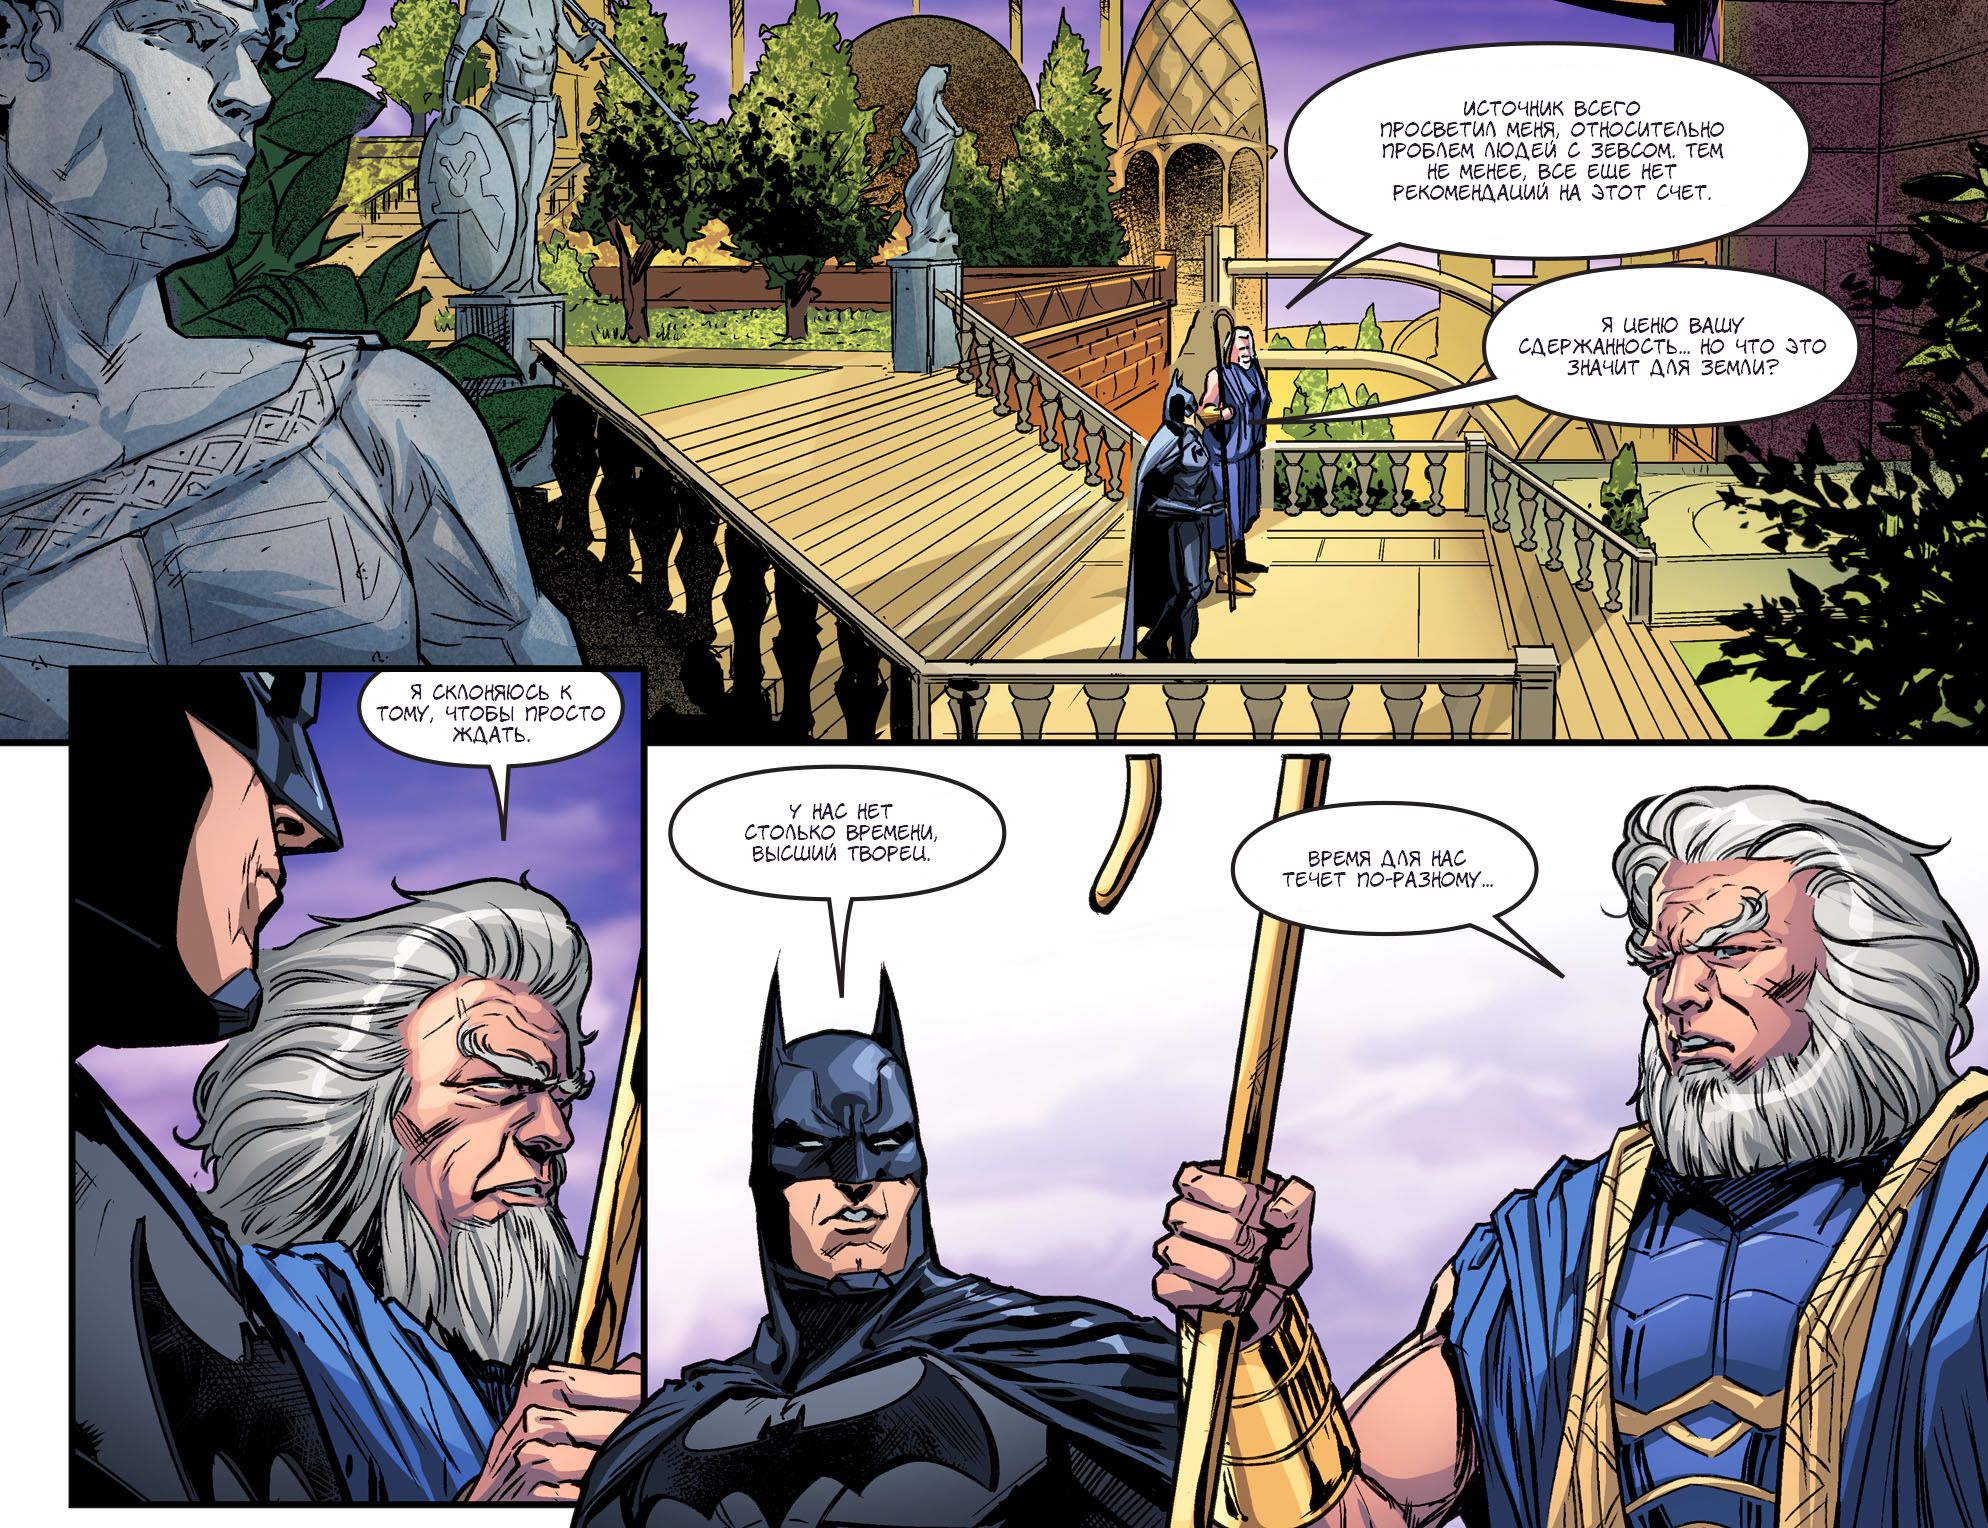 ИСТОЧНИК ВСЕГО
ПРОСВЕТИЛ МЕНЯ, ОТНОСИТЕЛЬНО
ПРОБЛЕМ ЛЮДЕЙ С ЗЕВСОМ. ТЕМ
НЕ МЕНЕЕ, ВСЕ ЕЩЕ НЕТ
РЕКОМЕНДАЦИЙ НА ЭТОТ СЧЕТ.
Я ЦЕНЮ ВАШУ
СДЕРЖАННОСТЬ... НО ЧТО ЭТО
ЗНАЧИТ ДЛЯ ЗЕМЛИ?
Я СКЛОНЯЮСЬ К
ТОМУ, ЧТОБЫ ПРОСТО
ЖДАТЬ.
У НАС НЕТ
СТОЛЬКО ВРЕМЕНИ,
ВЫСШИЙ ТВОРЕЦ.
ВРЕМЯ ДЛЯ НАС
ТЕЧЕТ ПО-РАЗНОМУ...